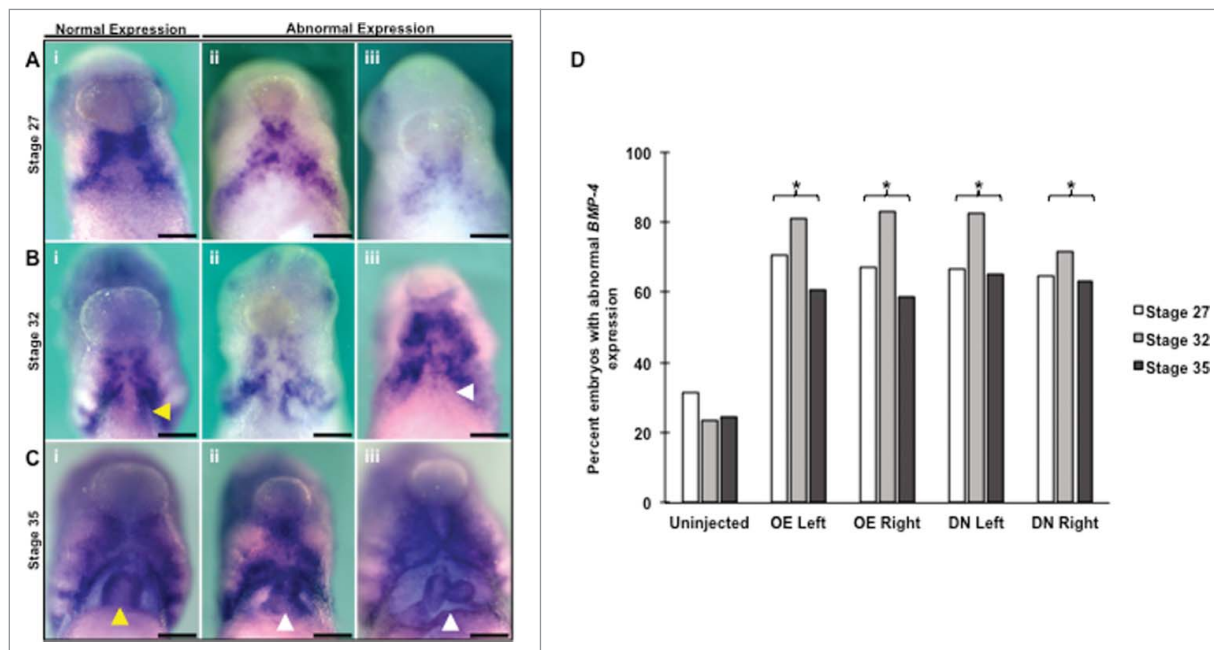 Normal Expression
Abnormal Expression
A
i
ii
iii
Stage 27
B
i
ii
iii
Stage 32
C
i
ii
iii
Stage 35
D
Percent embryos with abnormal BMP-4
expression
100
80
60
40
20
0
*
*
*
*
Uninjected
OE Left
OE Right
DN Left
DN Right
Stage 27
Stage 32
Stage 35